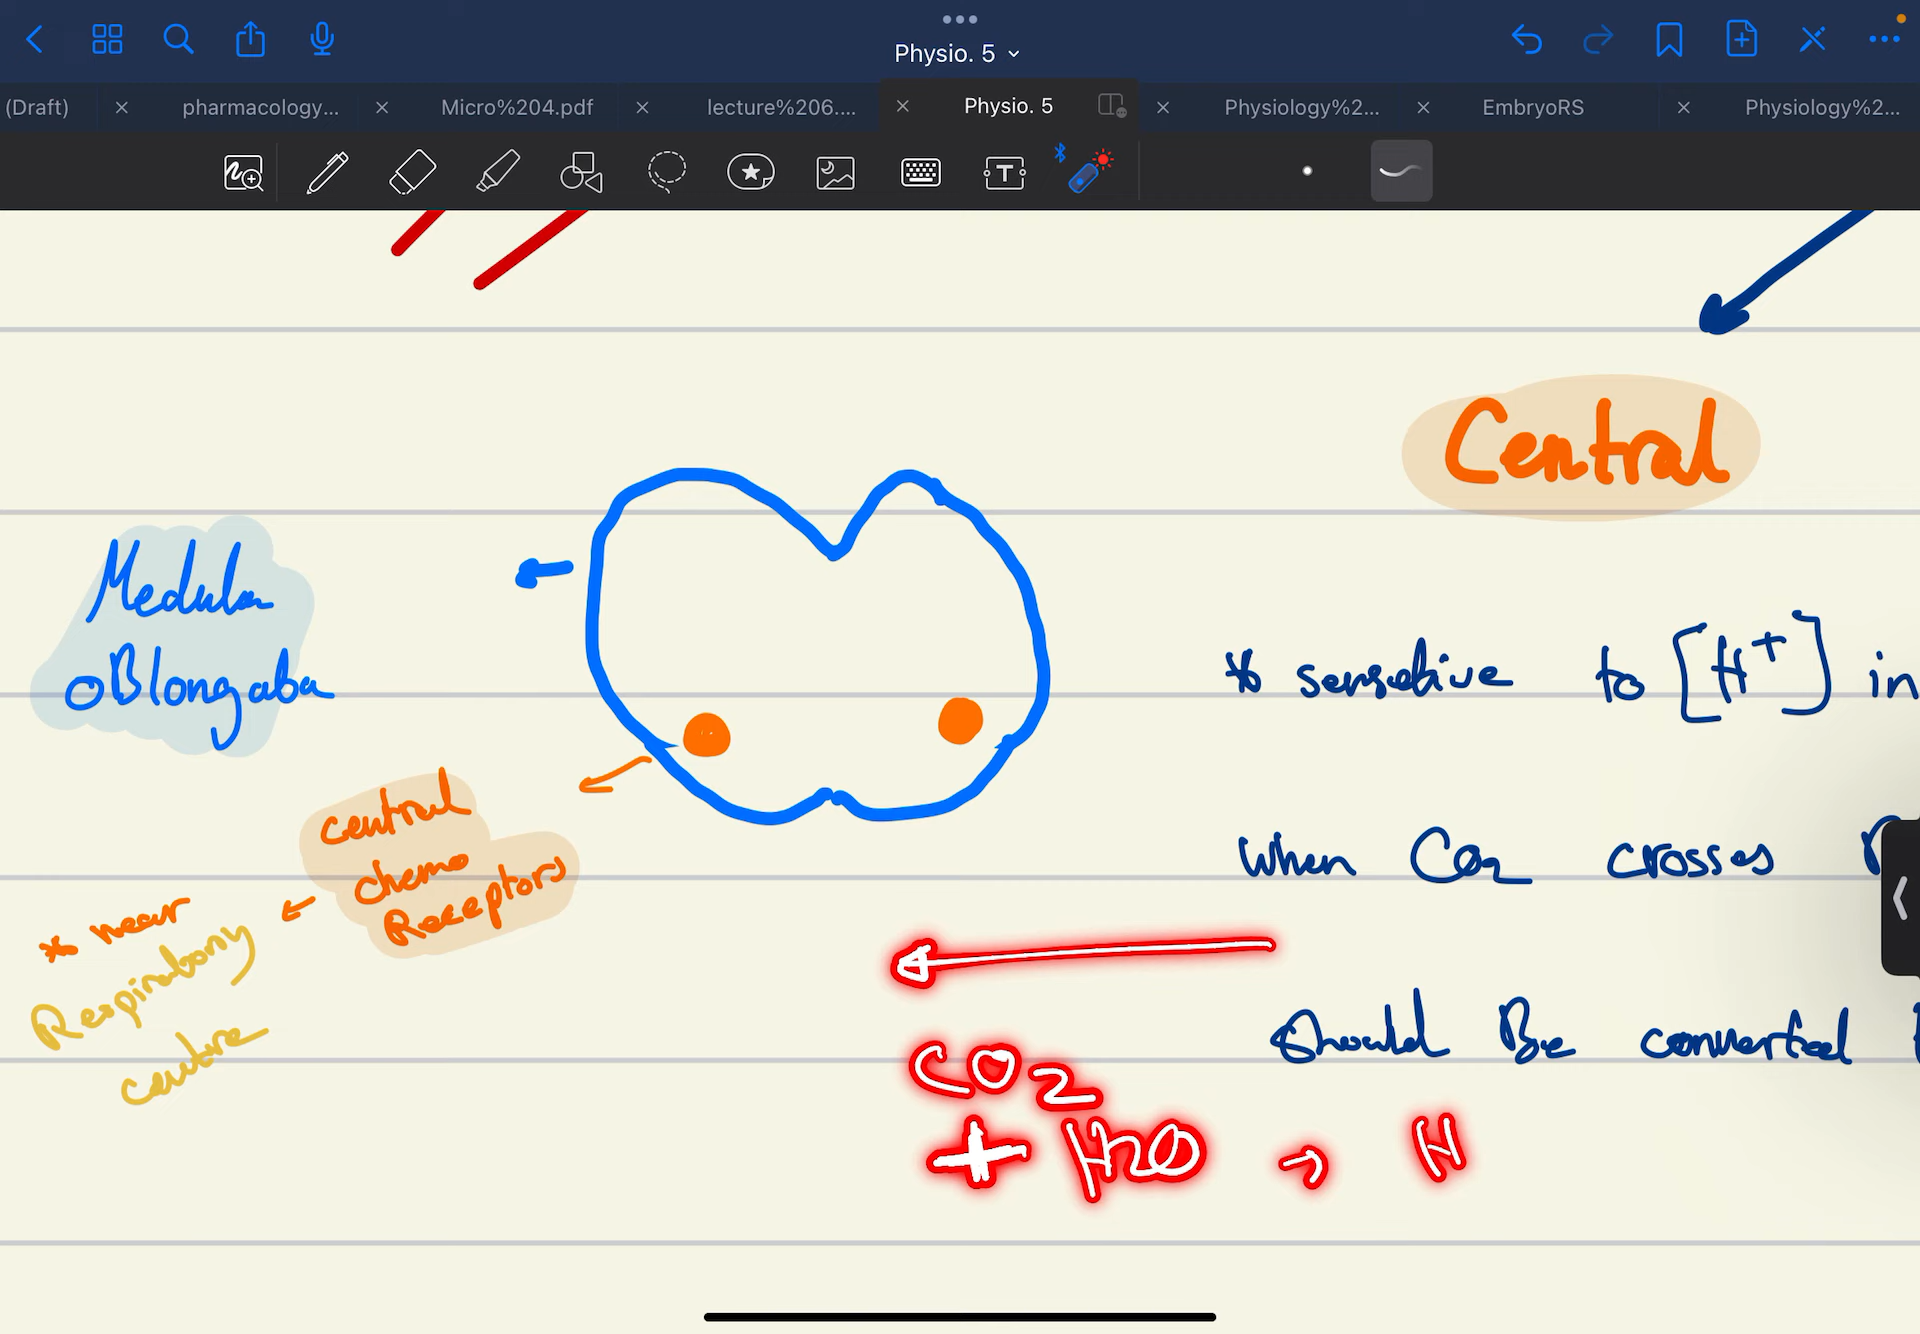 Physio. 5
(Draft)
pharmacology...
Micro%204.pdf
lecture%206....
Physio. 5
Physiology%2...
EmbryoRS
Physiology%2...
Central
Medulla
oBlongata
* sensetive to [H+] in
central
chemo
Receptors
When CO2 crosses
* near
Respiratory
centre
Should Be converted
CO2
+ H2O → H